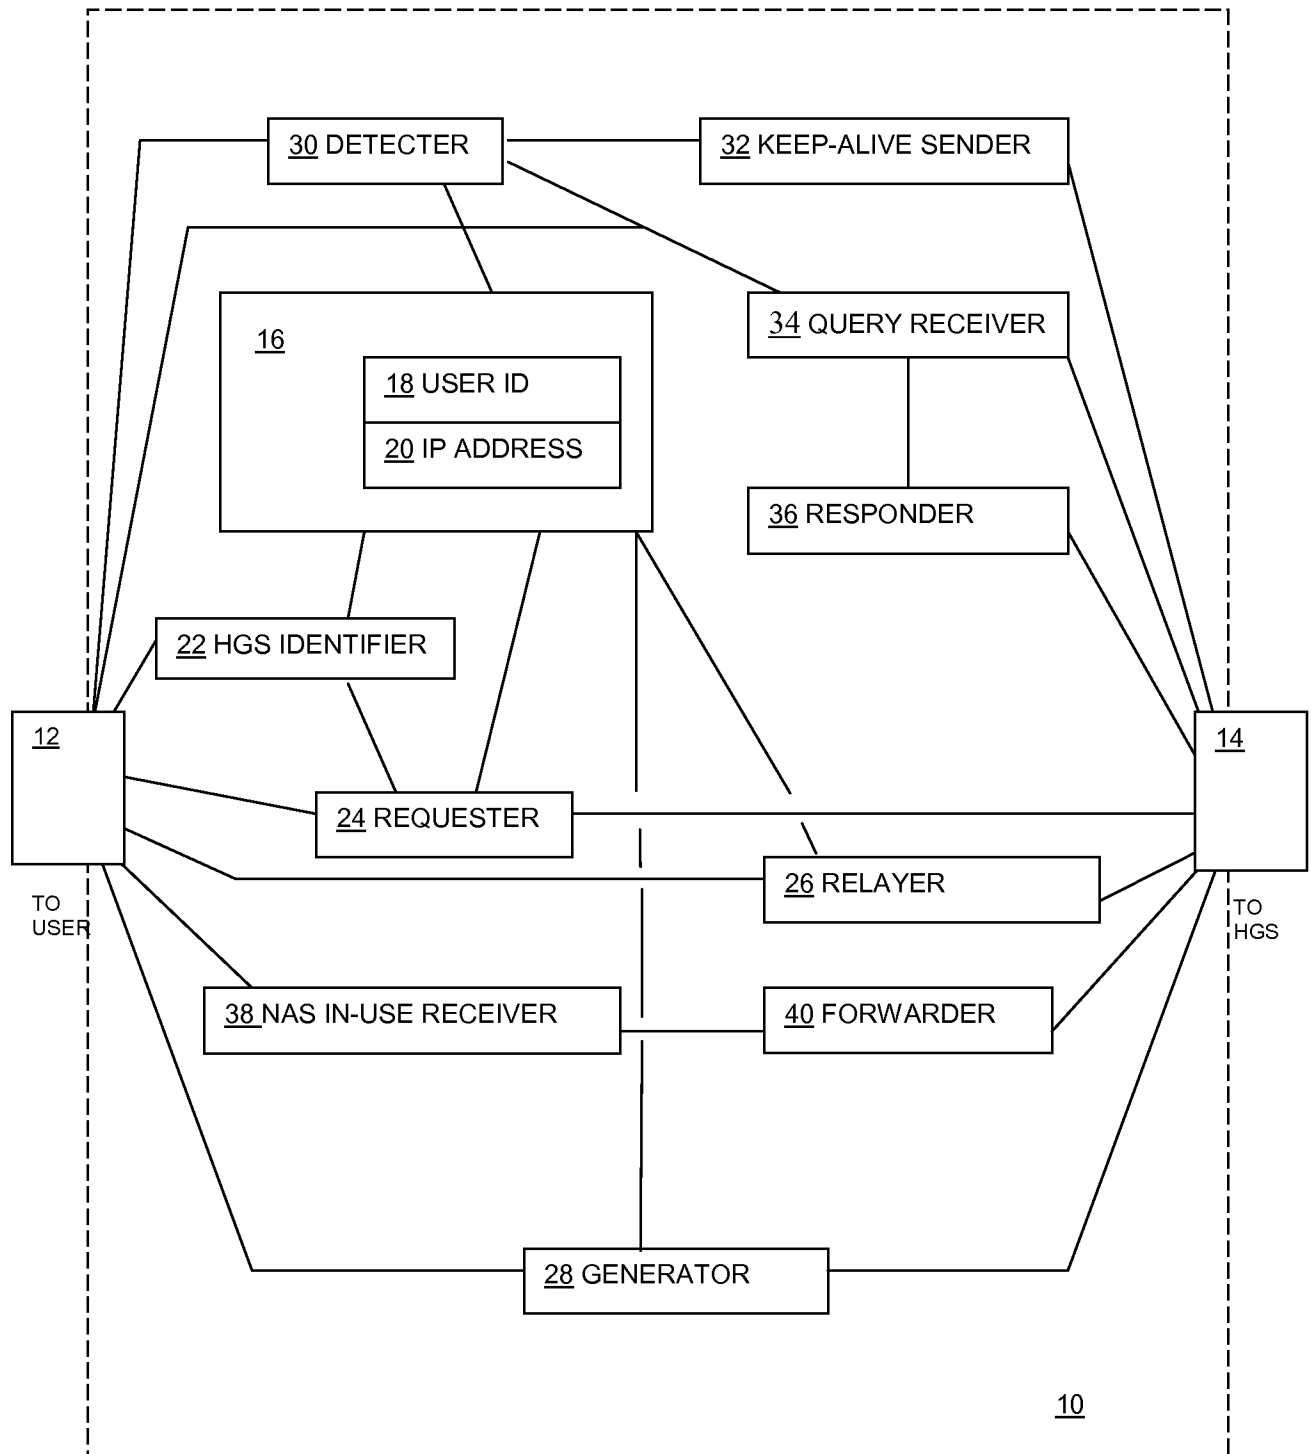 30 DETECTER
32 KEEP-ALIVE SENDER
16
34 QUERY RECEIVER
18 USER ID
20 IP ADDRESS
36 RESPONDER
22 HGS IDENTIFIER
12
14
24 REQUESTER
26 RELAYER
TO
USER
TO
HGS
38 NAS IN-USE RECEIVER
40 FORWARDER
28 GENERATOR
10